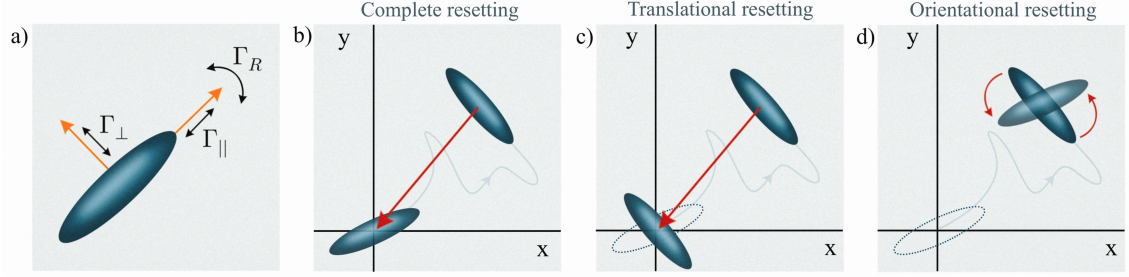 Complete resetting
Translational resetting
Orientational resetting
a)
Γ_R
Γ_⊥
Γ_||
b)
y
x
c)
y
x
d)
y
x